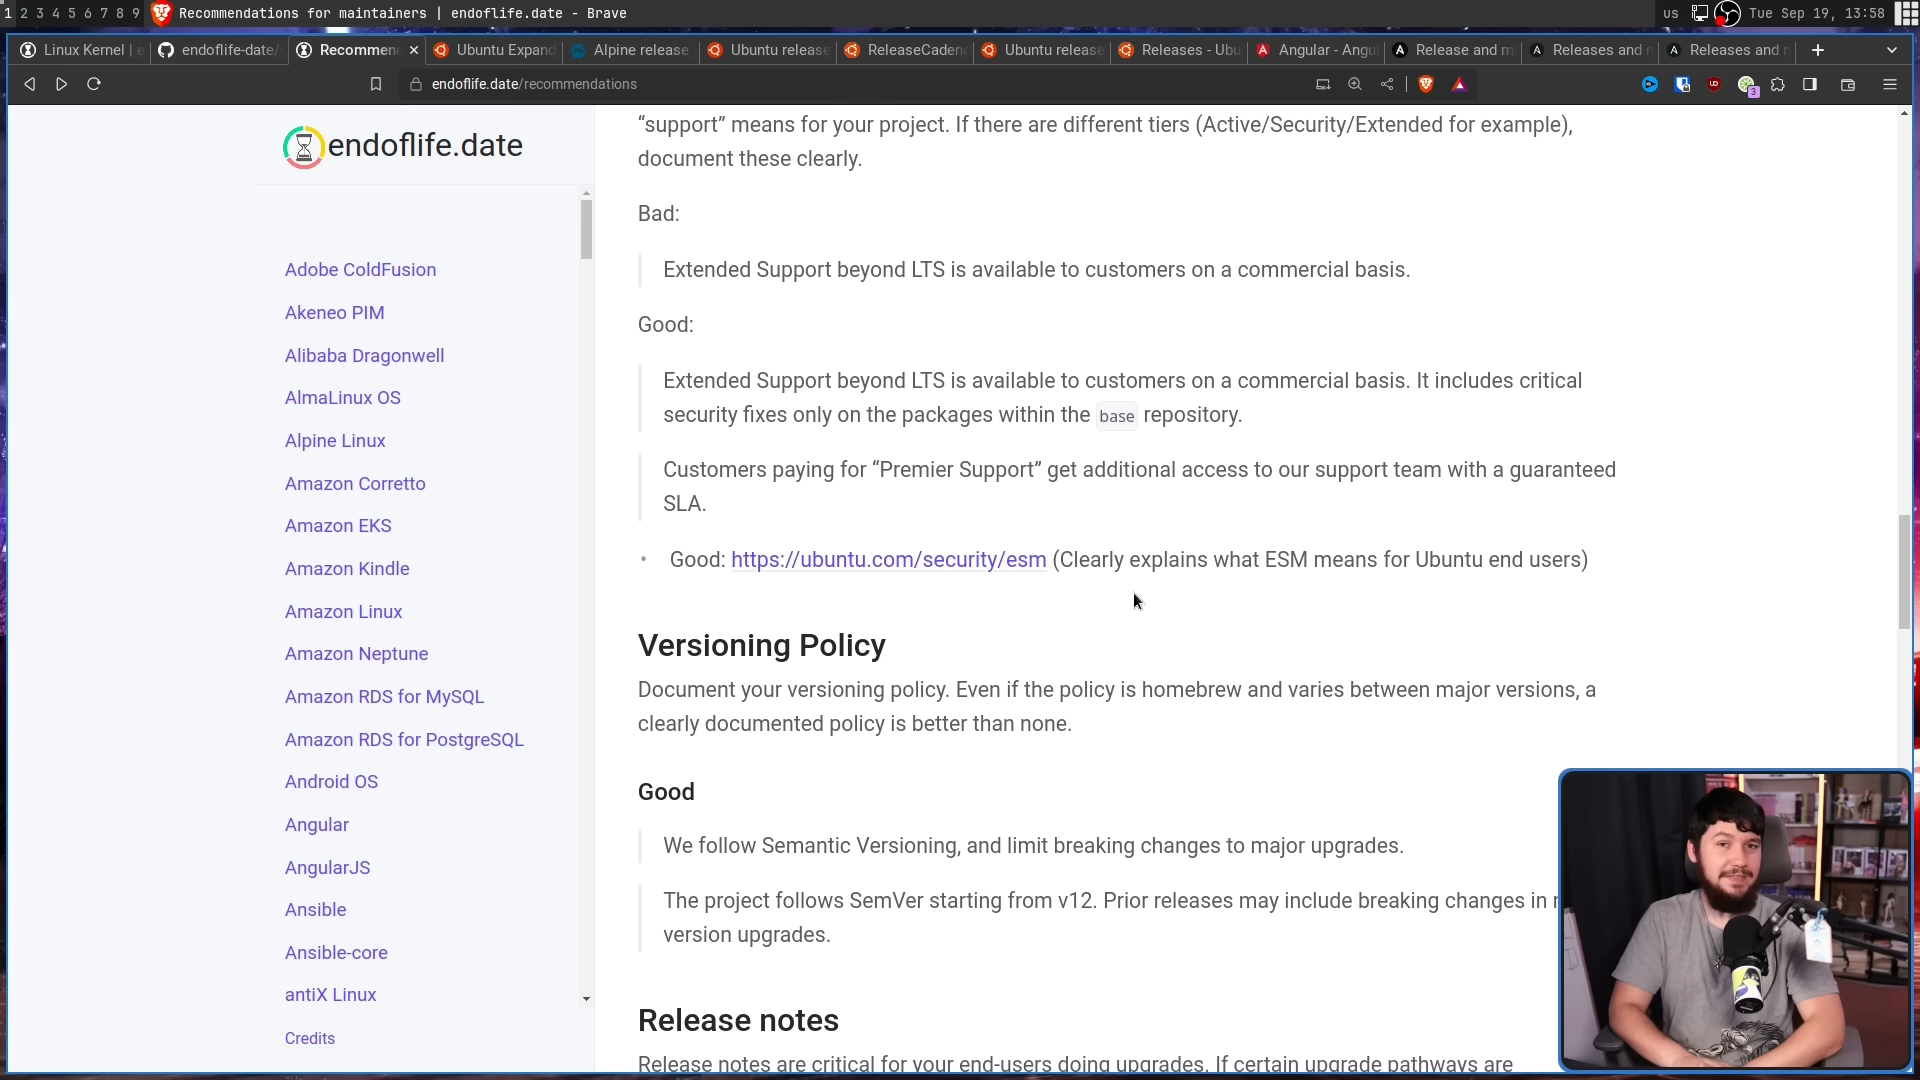 1 2 3 4 5 6 7 8 9 Recommendations for maintainers | endoflife.date - Brave us Tue Sep 19, 13:58
Linux Kernel | e endoflife-date/ Recommen Ubuntu Expand Alpine release Ubuntu release ReleaseCaden Ubuntu release Releases - Ubu Angular - Angu Release and m Releases and Releases and
endoflife.date/recommendations 3
endoflife.date
Adobe ColdFusion
Akeneo PIM
Alibaba Dragonwell
AlmaLinux OS
Alpine Linux
Amazon Corretto
Amazon EKS
Amazon Kindle
Amazon Linux
Amazon Neptune
Amazon RDS for MySQL
Amazon RDS for PostgreSQL
Android OS
Angular
AngularJS
Ansible
Ansible-core
antiX Linux
Credits
“support” means for your project. If there are different tiers (Active/Security/Extended for example),
document these clearly.
Bad:
Extended Support beyond LTS is available to customers on a commercial basis.
Good:
Extended Support beyond LTS is available to customers on a commercial basis. It includes critical
security fixes only on the packages within the base repository.
Customers paying for “Premier Support” get additional access to our support team with a guaranteed
SLA.
• Good: https://ubuntu.com/security/esm (Clearly explains what ESM means for Ubuntu end users)
Versioning Policy
Document your versioning policy. Even if the policy is homebrew and varies between major versions, a
clearly documented policy is better than none.
Good
We follow Semantic Versioning, and limit breaking changes to major upgrades.
The project follows SemVer starting from v12. Prior releases may include breaking changes in
version upgrades.
Release notes
Release notes are critical for your end-users doing upgrades. If certain upgrade pathways are